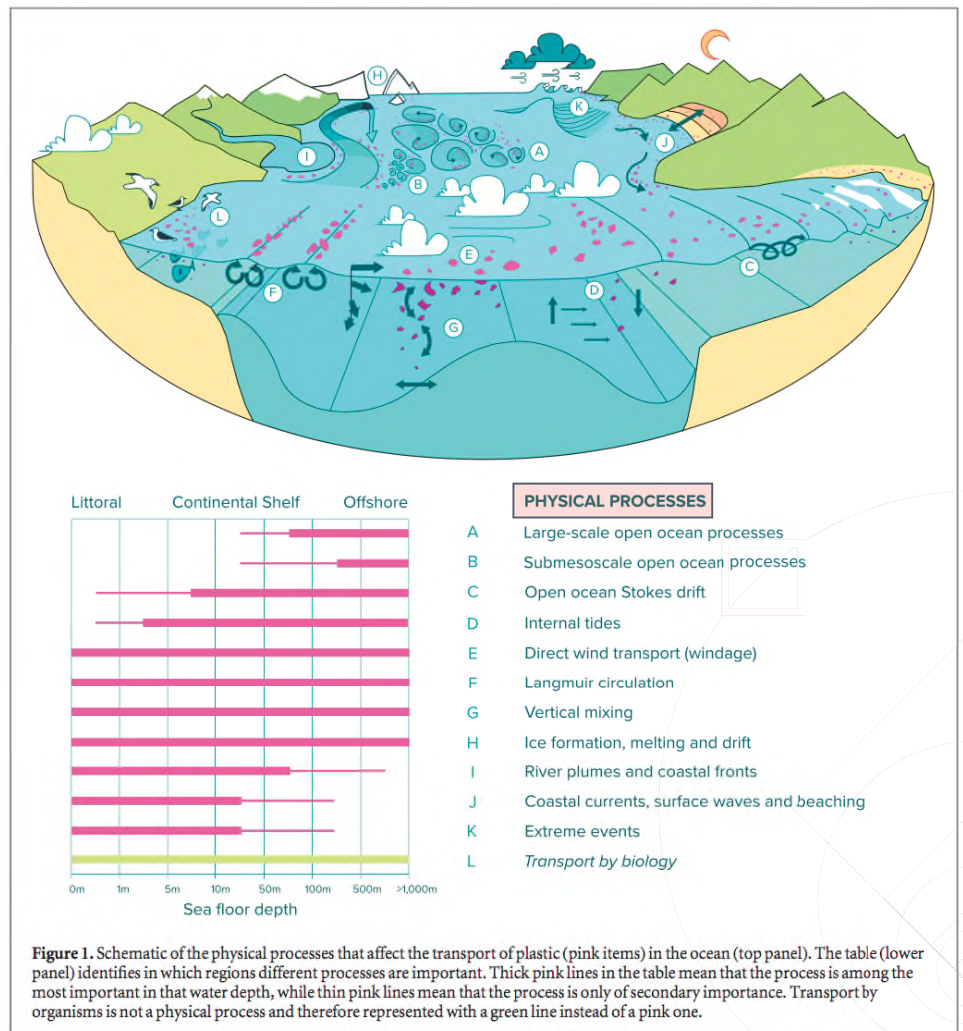 H
K
J
I
A
B
L
E
C
D
F
G
Littoral Continental Shelf Offshore
PHYSICAL PROCESSES
A Large-scale open ocean processes
B Submesoscale open ocean processes
C Open ocean Stokes drift
D Internal tides
E Direct wind transport (windage)
F Langmuir circulation
G Vertical mixing
H Ice formation, melting and drift
I River plumes and coastal fronts
J Coastal currents, surface waves and beaching
K Extreme events
L Transport by biology
0m 1m 5m 10m 50m 100m 500m >1,000m
Sea floor depth
Figure 1. Schematic of the physical processes that affect the transport of plastic (pink items) in the ocean (top panel). The table (lower
panel) identifies in which regions different processes are important. Thick pink lines in the table mean that the process is among the
most important in that water depth, while thin pink lines mean that the process is only of secondary importance. Transport by
organisms is not a physical process and therefore represented with a green line instead of a pink one.